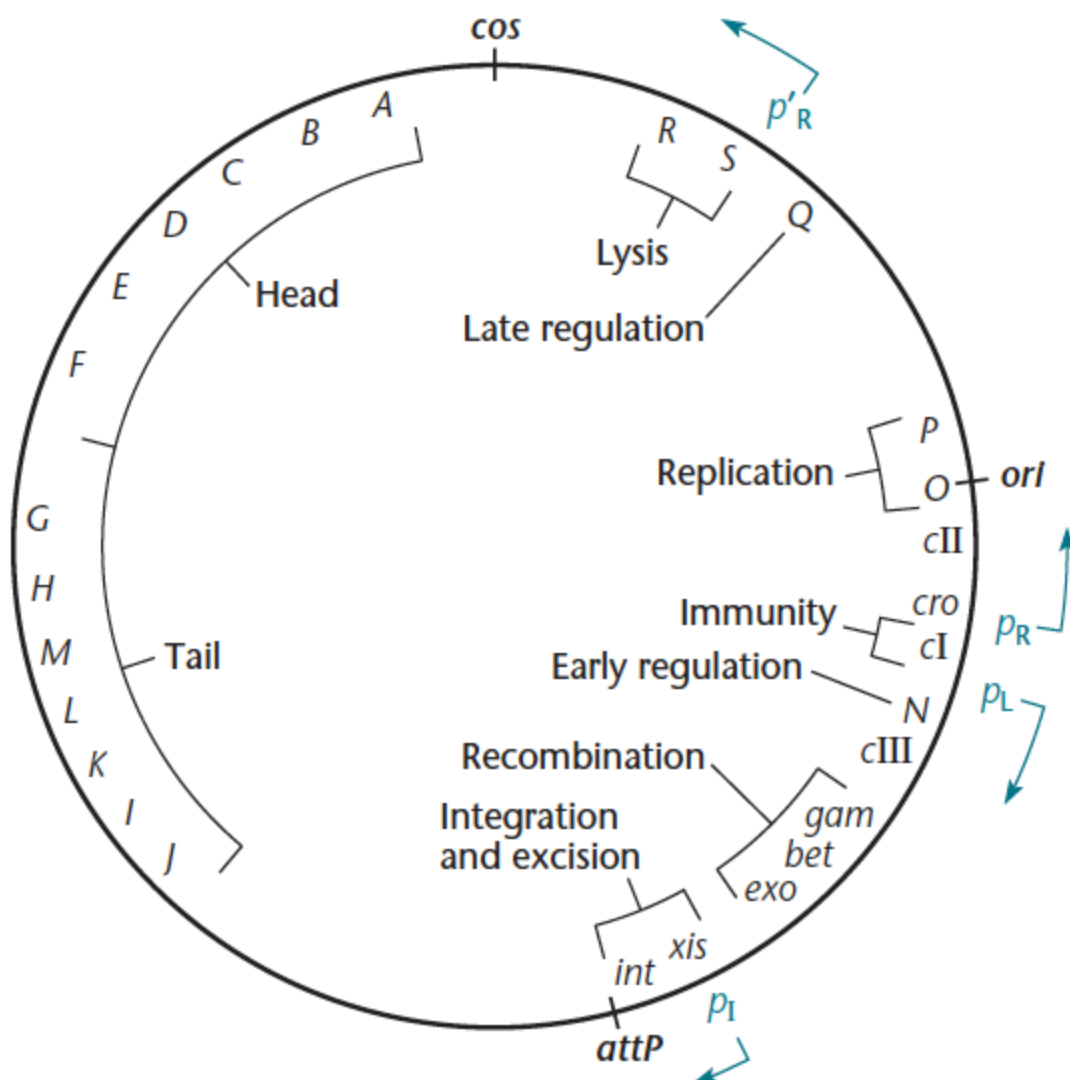 cos
p′R
A
B
C
D
E
F
G
H
M
L
K
I
J
Head
Tail
R
S
Lysis
Q
Late regulation
P
O
ori
Replication
cII
cro
cI
Immunity
pR
pL
Early regulation
N
cIII
Recombination
gam
bet
exo
Integration
and excision
xis
int
pI
attP